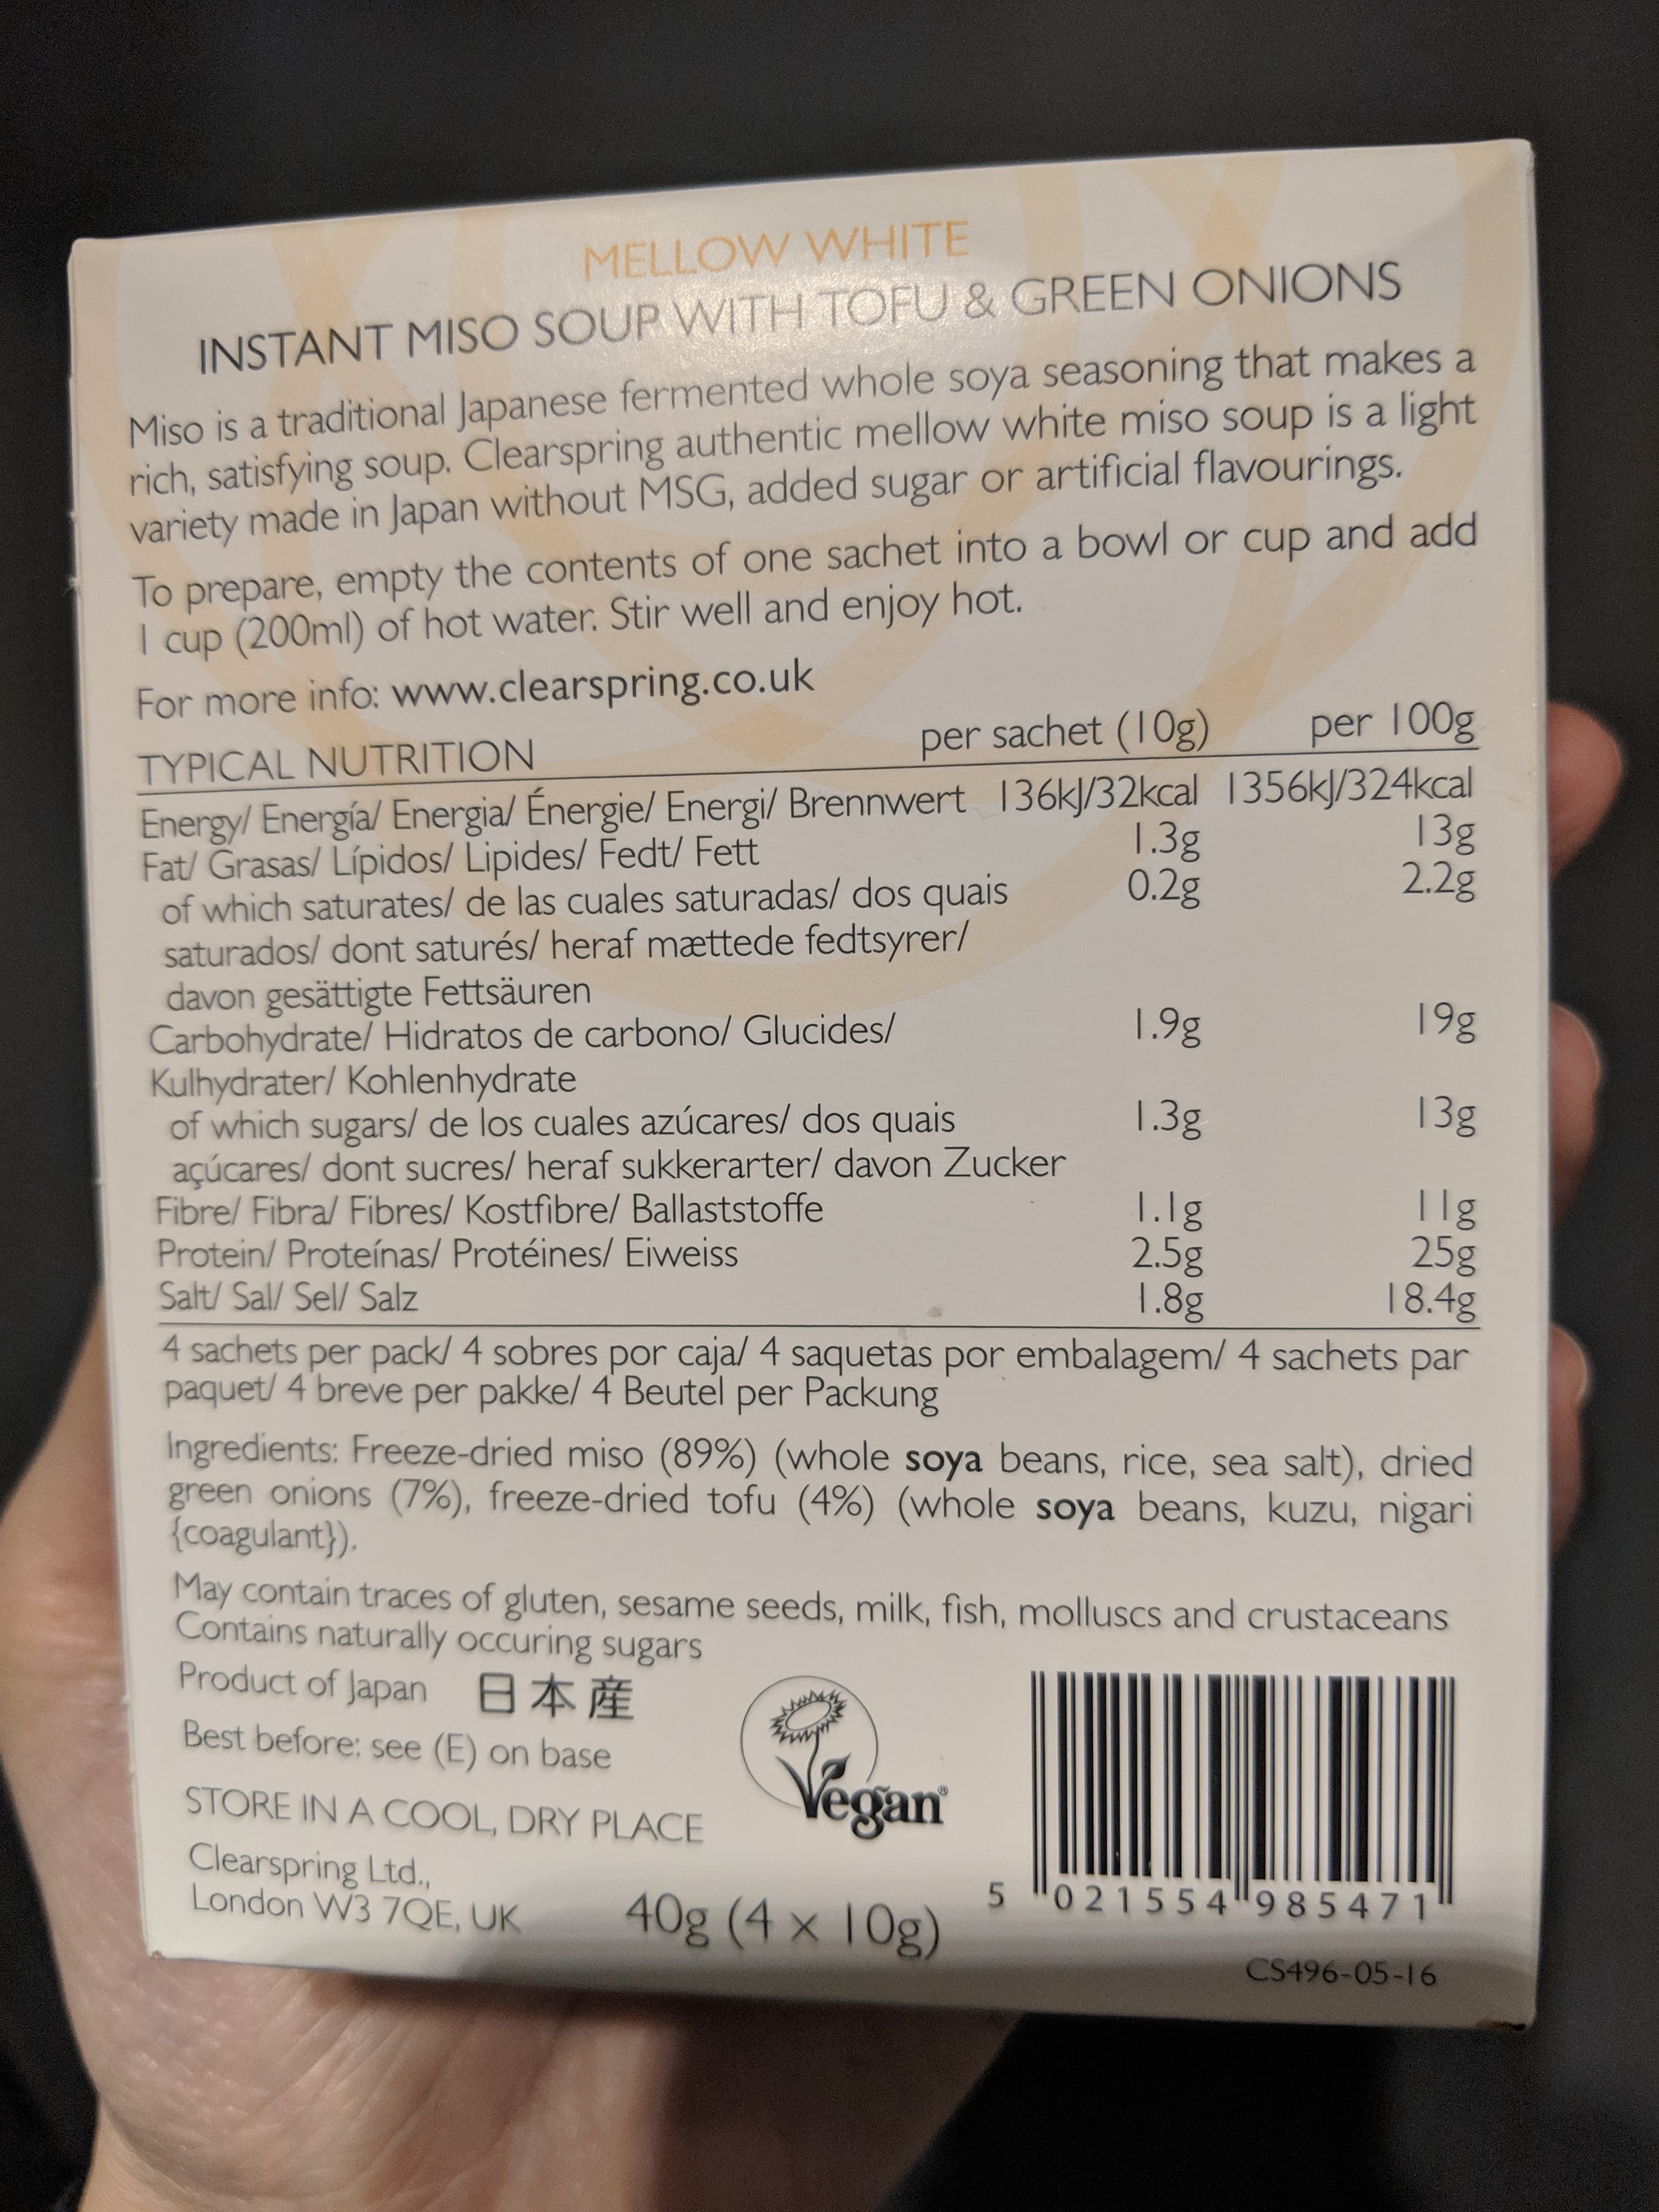 MELLOW WHITE
INSTANT MISO SOUP WITH TOFU & GREEN ONIONS
Miso is a traditional Japanese fermented whole soya seasoning that makes a
rich, satisfying soup. Clearspring authentic mellow white miso soup is a light
variety made in Japan without MSG, added sugar or artificial flavourings.
To prepare, empty the contents of one sachet into a bowl or cup and add
1 cup (200ml) of hot water. Stir well and enjoy hot.
For more info: www.clearspring.co.uk
TYPICAL NUTRITION per sachet (10g) per 100g
Energy/ Energía/ Energia/ Énergie/ Energi/ Brennwert 136kJ/32kcal 1356kJ/324kcal
Fat/ Grasas/ Lípidos/ Lipides/ Fedt/ Fett 1.3g 13g
of which saturates/ de las cuales saturadas/ dos quais 0.2g 2.2g
saturados/ dont saturés/ heraf mættede fedtsyrer/
davon gesättigte Fettsäuren
Carbohydrate/ Hidratos de carbono/ Glucides/ 1.9g 19g
Kulhydrater/ Kohlenhydrate
of which sugars/ de los cuales azúcares/ dos quais 1.3g 13g
açúcares/ dont sucres/ heraf sukkerarter/ davon Zucker
Fibre/ Fibra/ Fibres/ Kostfibre/ Ballaststoffe 1.1g 11g
Protein/ Proteínas/ Protéines/ Eiweiss 2.5g 25g
Salt/ Sal/ Sel/ Salz 1.8g 18.4g
4 sachets per pack/ 4 sobres por caja/ 4 saquetas por embalagem/ 4 sachets par
paquet/ 4 breve per pakke/ 4 Beutel per Packung
Ingredients: Freeze-dried miso (89%) (whole soya beans, rice, sea salt), dried
green onions (7%), freeze-dried tofu (4%) (whole soya beans, kuzu, nigari
{coagulant}).
May contain traces of gluten, sesame seeds, milk, fish, molluscs and crustaceans
Contains naturally occuring sugars
Product of Japan 日本産
Best before: see (E) on base
STORE IN A COOL, DRY PLACE
Clearspring Ltd.,
London W3 7QE, UK
Vegan®
40g (4 x 10g)
5 021554 985471
CS496-05-16